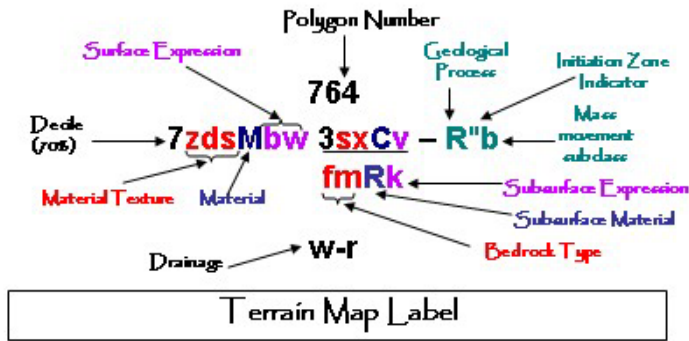 Polygon Number
Surface Expression
Geological Process
Initiation Zone Indicator
764
Decile (70%)
7zdsMbw 3sxCv – R"b
Mass movement subclass
Material Texture
Material
fmRk
Subsurface Expression
Subsurface Material
Bedrock Type
Drainage
w-r
Terrain Map Label